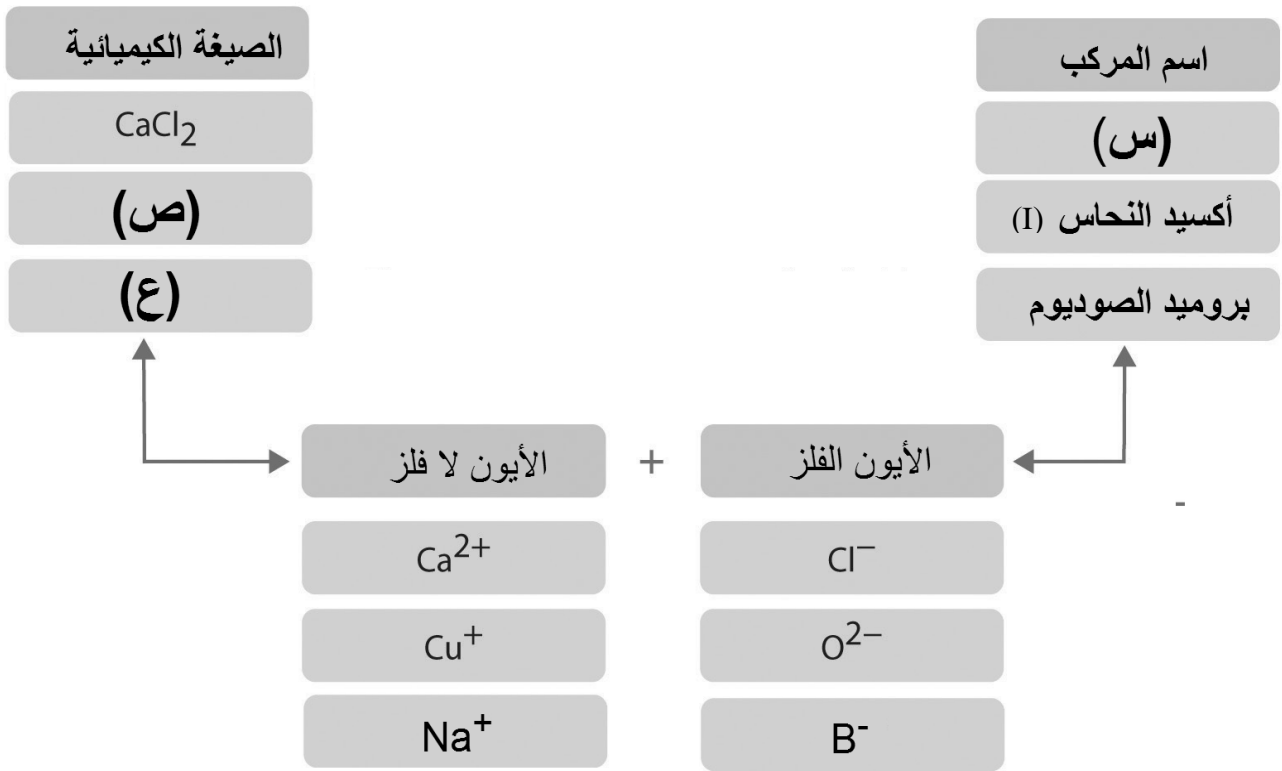 اسم المركب
(س)
أكسيد النحاس (I)
بروميد الصوديوم
الصيغة الكيميائية
CaCl₂
(ص)
(ع)
الأيون الفلز + الأيون لا فلز
Cl⁻ Ca²⁺
O²⁻ Cu⁺
B⁻ Na⁺
-